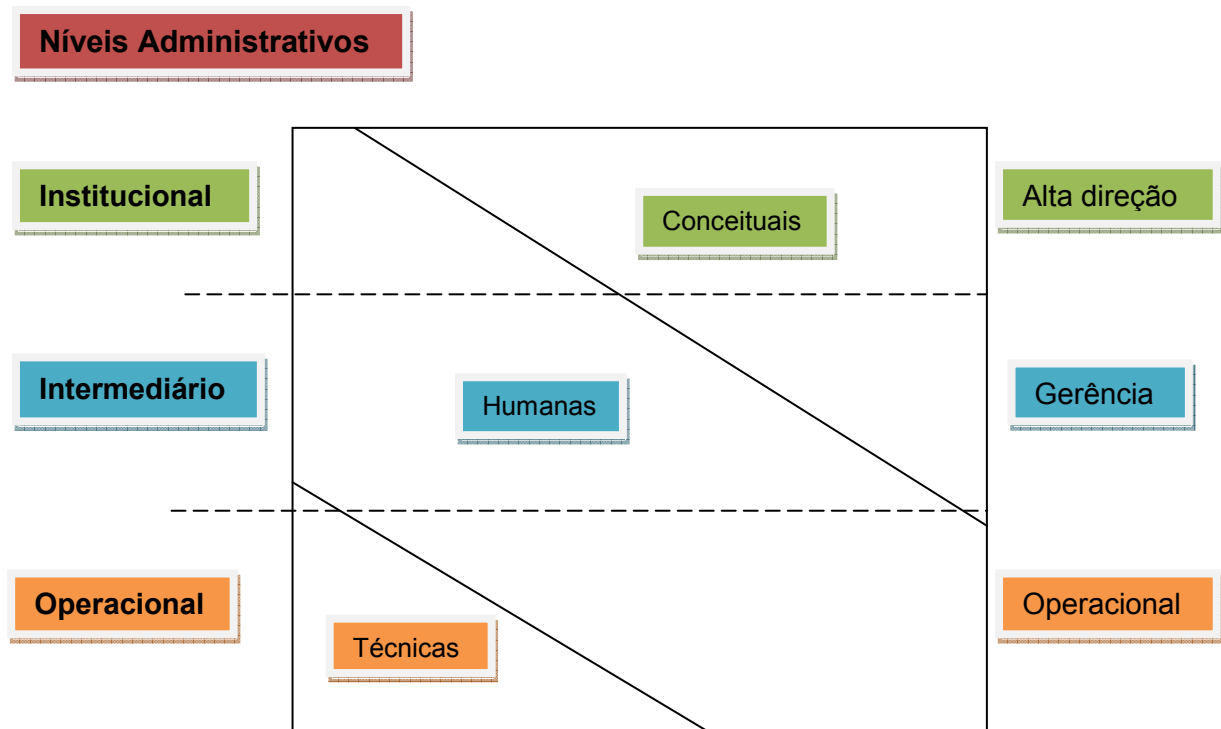 Níveis Administrativos
Institucional
Conceituais
Alta direção
Intermediário
Humanas
Gerência
Operacional
Técnicas
Operacional